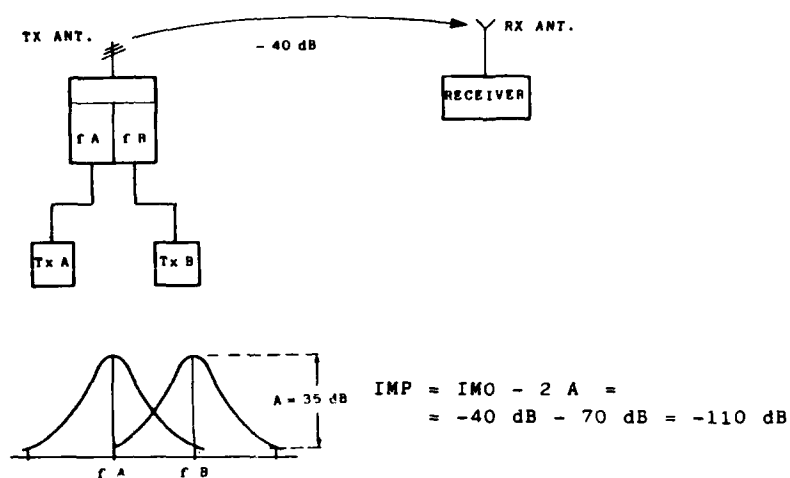 TX ANT.
RX ANT.
- 40 dB
RECEIVER
f A
f B
Tx A
Tx B
A = 35 dB
IMP = IMO - 2 A =
= -40 dB - 70 dB = -110 dB
f A
f B